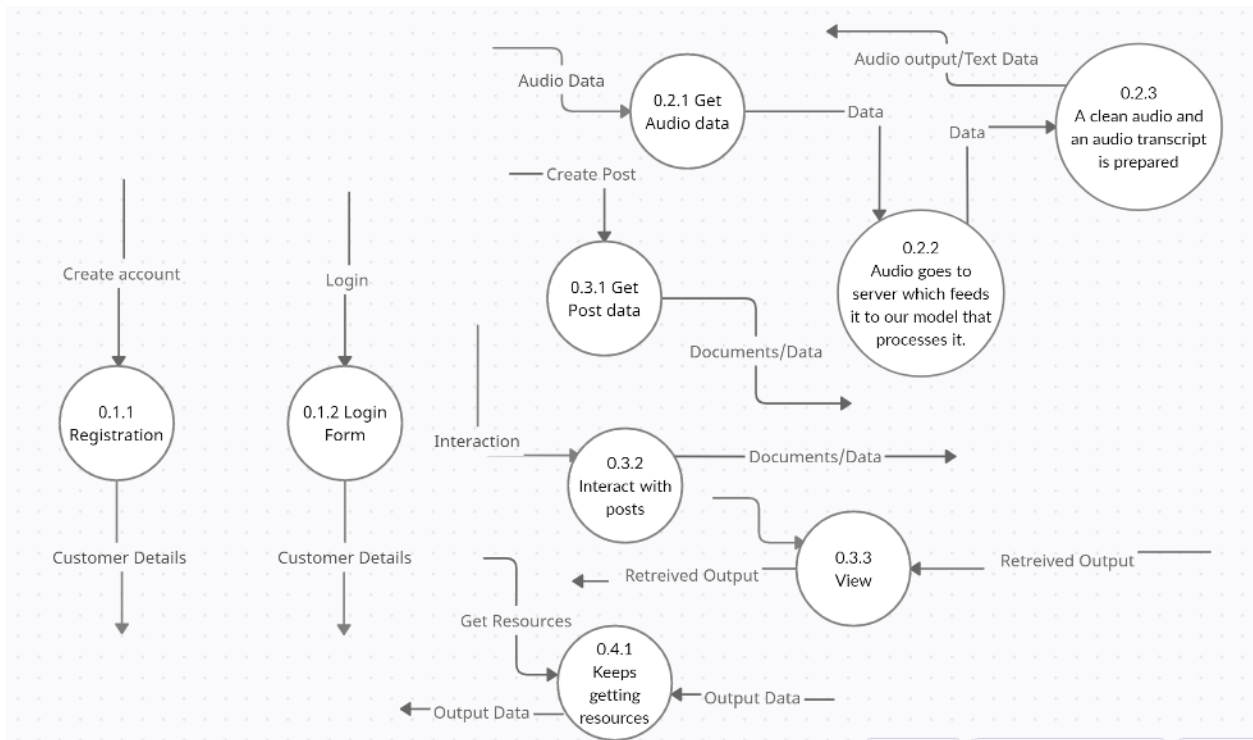 Audio output/Text Data
Audio Data
0.2.1 Get
Audio data
Data
Data
0.2.3
A clean audio and
an audio transcript
is prepared
Create Post
0.2.2
Audio goes to
server which feeds
it to our model that
processes it.
Create account
Login
0.3.1 Get
Post data
Documents/Data
0.1.1
Registration
0.1.2 Login
Form
Interaction
0.3.2
Interact with
posts
Documents/Data
Customer Details
Customer Details
Retreived Output
0.3.3
View
Retreived Output
Get Resources
0.4.1
Keeps
getting
resources
Output Data
Output Data